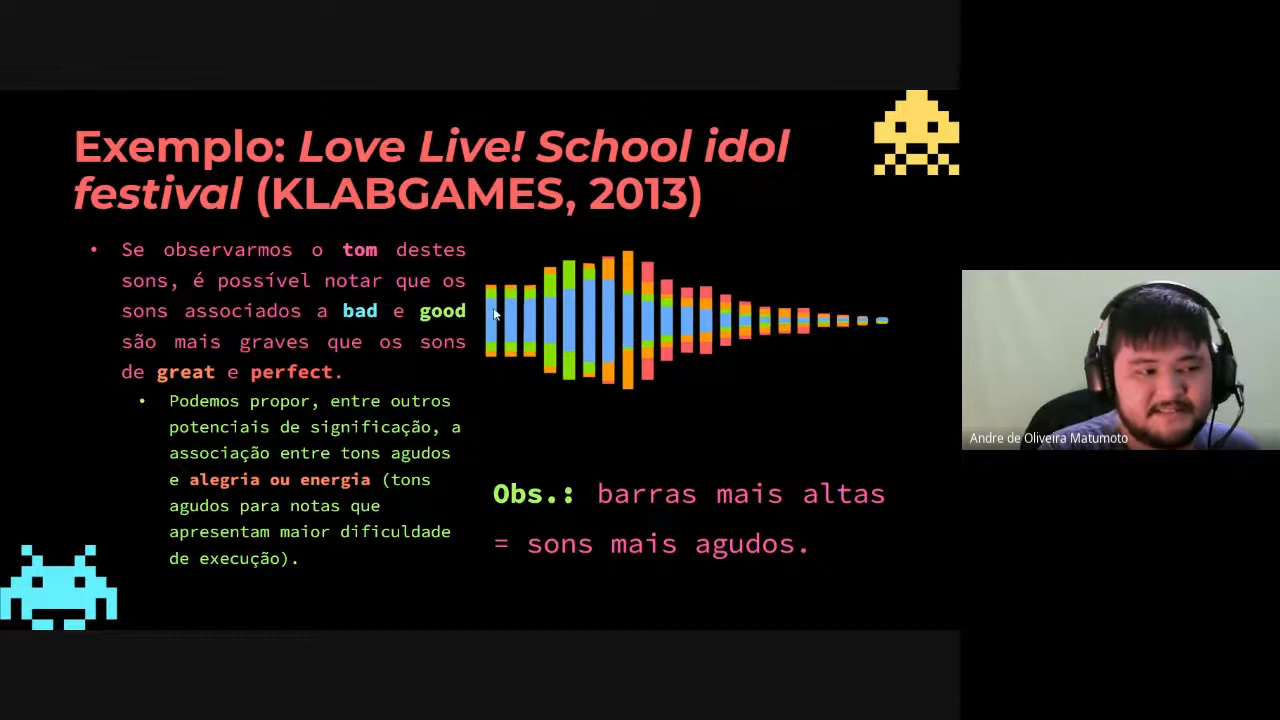 Exemplo: Love Live! School idol
festival (KLABGAMES, 2013)
• Se observarmos o tom destes
sons, é possível notar que os
sons associados a bad e good
são mais graves que os sons
de great e perfect.
• Podemos propor, entre outros
potenciais de significação, a
associação entre tons agudos
e alegria ou energia (tons
agudos para notas que
apresentam maior dificuldade
de execução).
Obs.: barras mais altas
= sons mais agudos.
Andre de Oliveira Matumoto